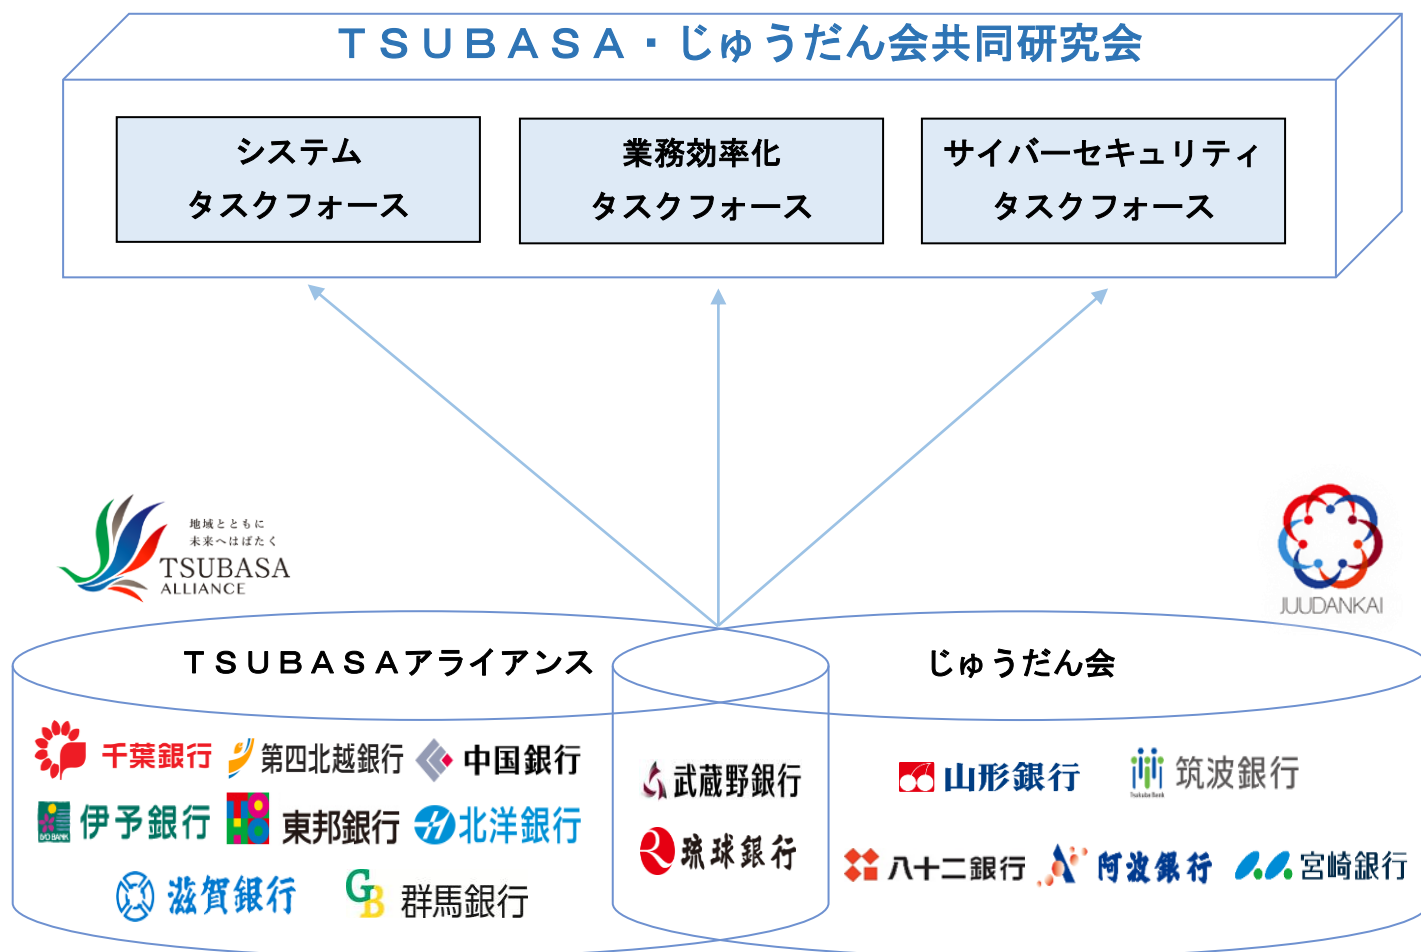 ＴＳＵＢＡＳＡ・じゅうだん会共同研究会
システム
タスクフォース
業務効率化
タスクフォース
サイバーセキュリティ
タスクフォース
地域とともに
未来へはばたく
TSUBASA
ALLIANCE
JUUDANKAI
ＴＳＵＢＡＳＡアライアンス
じゅうだん会
千葉銀行
第四北越銀行
中国銀行
IYO BANK
伊予銀行
東邦銀行
北洋銀行
滋賀銀行
GB
群馬銀行
武蔵野銀行
琉球銀行
山形銀行
Tsukuba Bank
筑波銀行
八十二銀行
阿波銀行
宮崎銀行